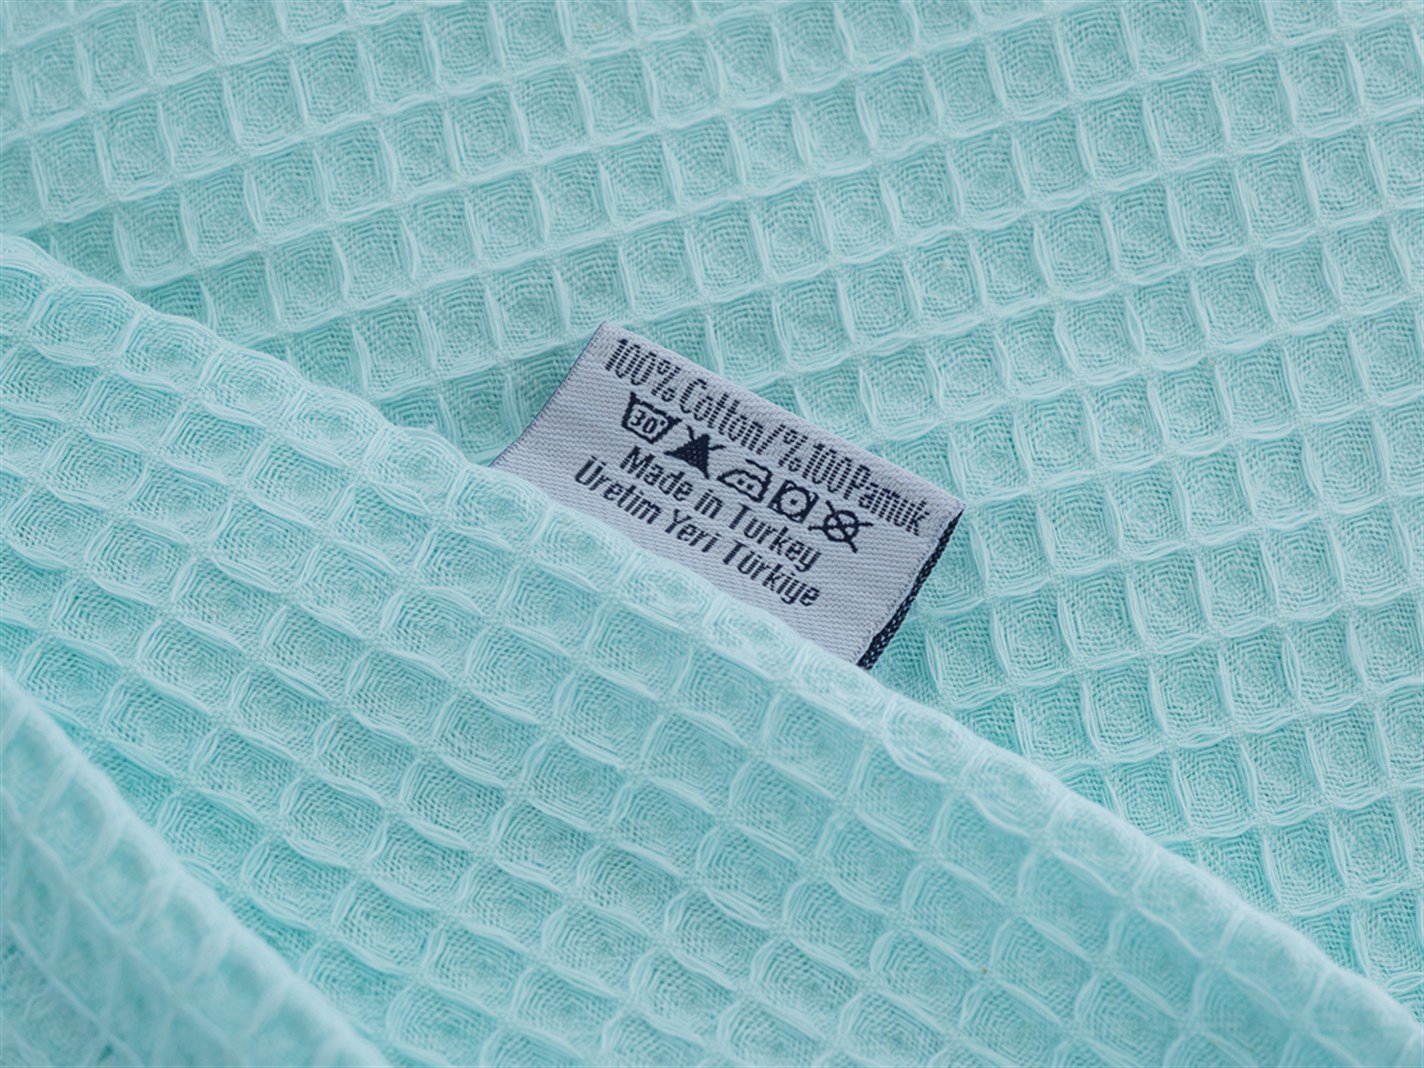 100% Cotton/%100Pamuk
30°
Made in Turkey
Üretim Yeri Türkiye